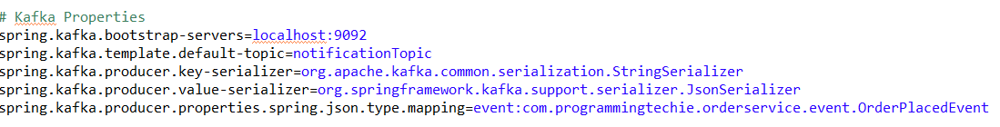 # Kafka Properties
spring.kafka.bootstrap-servers=localhost:9092
spring.kafka.template.default-topic=notificationTopic
spring.kafka.producer.key-serializer=org.apache.kafka.common.serialization.StringSerializer
spring.kafka.producer.value-serializer=org.springframework.kafka.support.serializer.JsonSerializer
spring.kafka.producer.properties.spring.json.type.mapping=event:com.programmingtechie.orderservice.event.OrderPlacedEvent